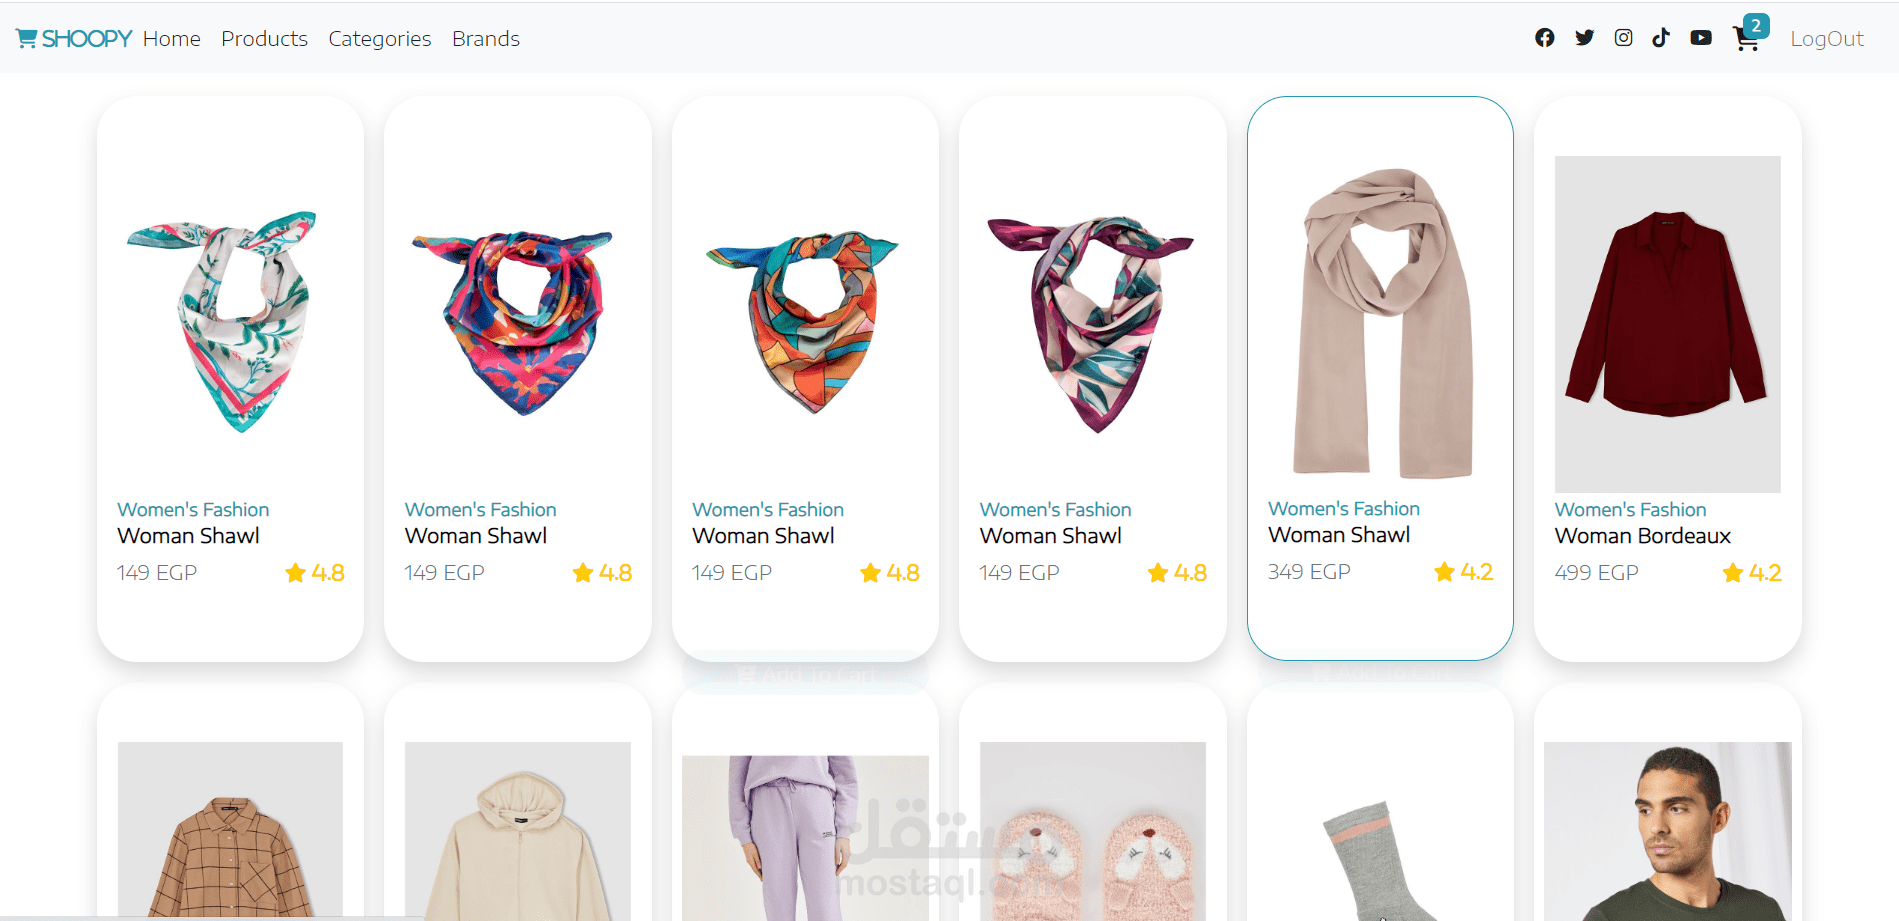 SHOOPY Home Products Categories Brands 2 LogOut
Women's Fashion
Woman Shawl
149 EGP 4.8
Women's Fashion
Woman Shawl
149 EGP 4.8
Women's Fashion
Woman Shawl
149 EGP 4.8
Women's Fashion
Woman Shawl
149 EGP 4.8
Women's Fashion
Woman Shawl
349 EGP 4.2
Women's Fashion
Woman Bordeaux
499 EGP 4.2
Add To Cart
Add To Cart
مستقل
mostaql.com